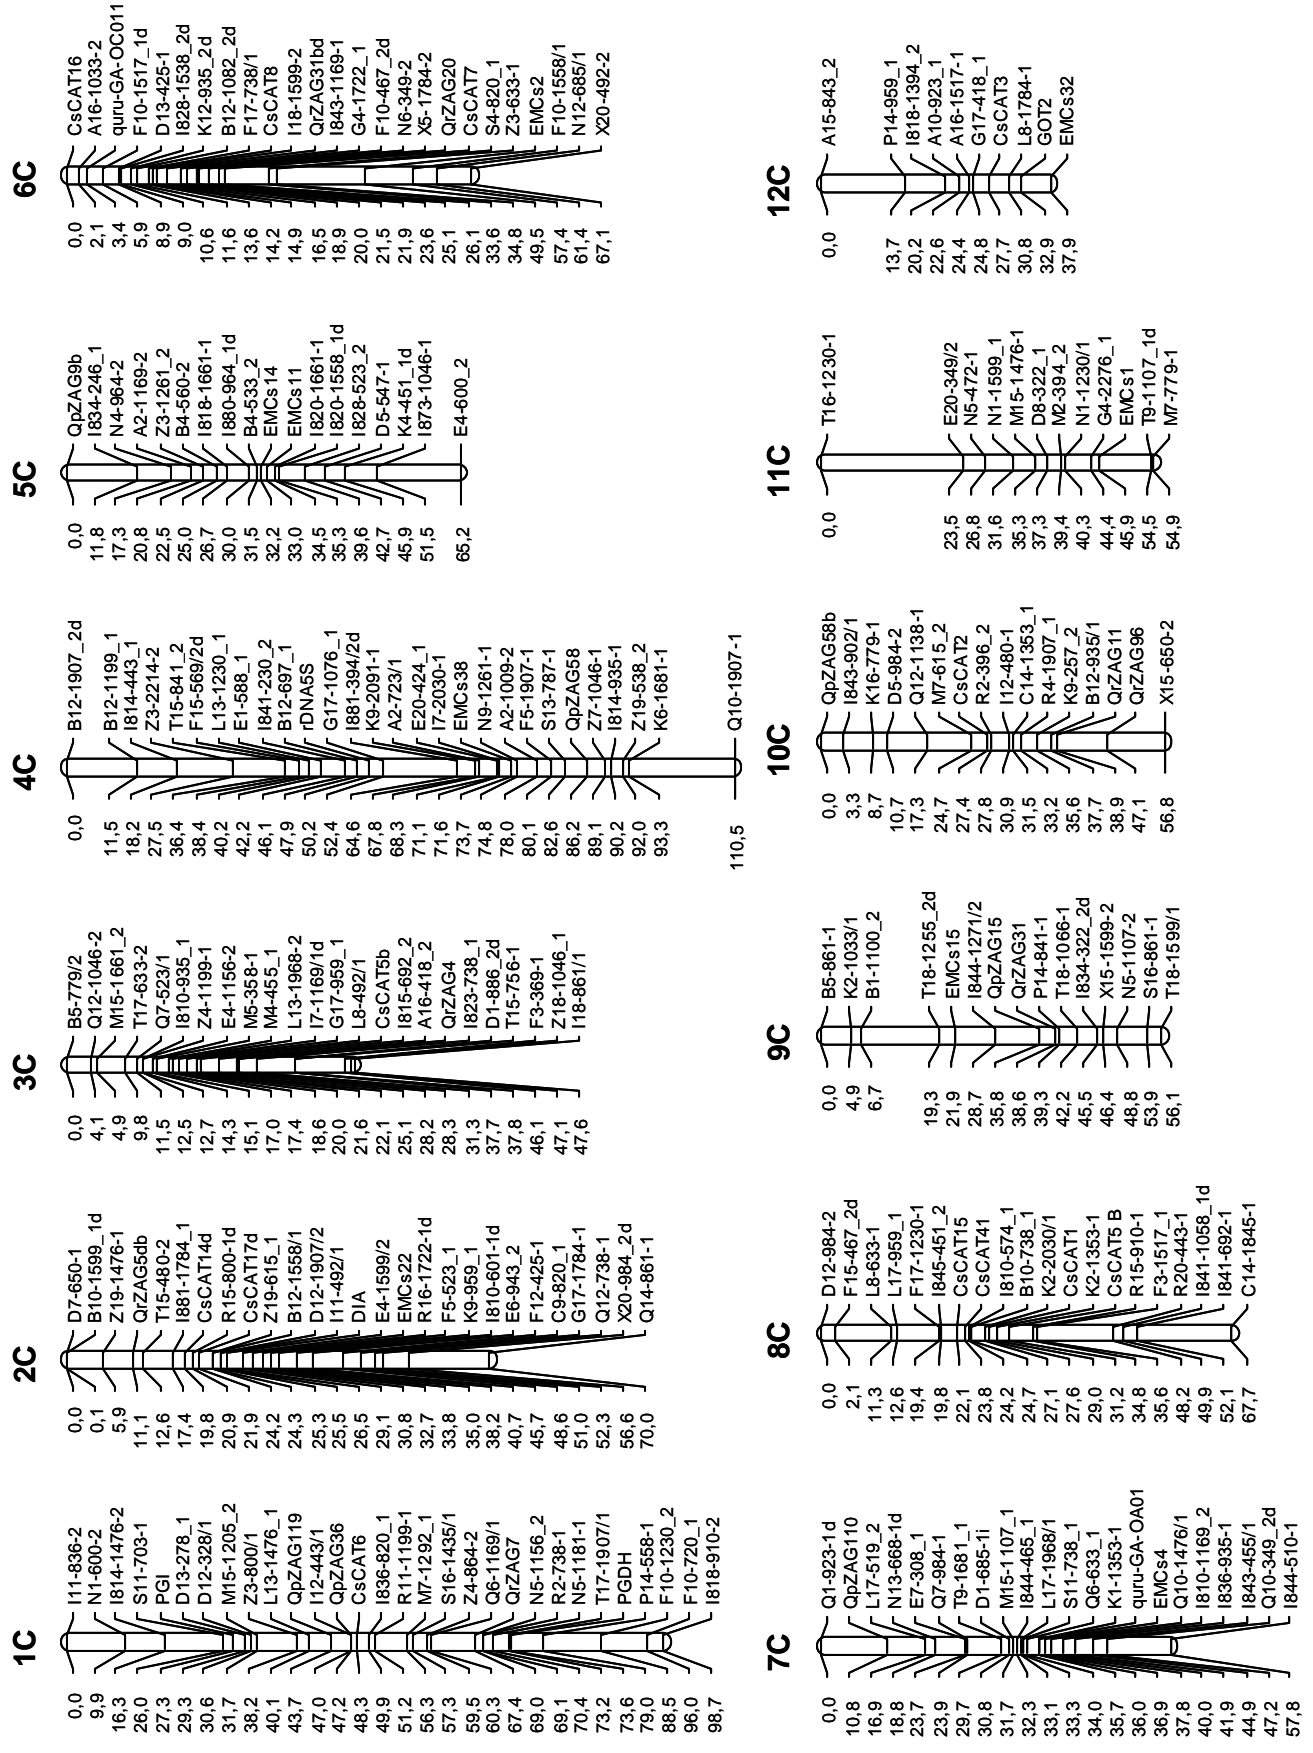 1C
0,0 I11-836-2
9,9 N1-600-2
16,3 I814-1476-2
26,0 S11-703-1
27,3 PGI
29,3 D13-278_1
30,6 D12-328/1
31,7 M15-1205_2
38,2 Z3-800/1
40,1 L13-1476_1
43,7 QpZAG119
47,0 I12-443/1
47,2 QpZAG36
48,3 CsCAT6
49,9 I836-820_1
51,2 R11-1199-1
56,3 M7-1292_1
57,3 S16-1435/1
59,5 Z4-864-2
60,3 Q6-1169/1
67,4 QrZAG7
69,0 N5-1156_2
69,1 R2-738-1
70,4 N5-1181-1
73,2 T17-1907/1
73,6 PGDH
79,0 P14-558-1
88,5 F10-1230_2
96,0 F10-720_1
98,7 I818-910-2
2C
0,0 D7-650-1
0,1 B10-1599_1d
5,9 Z19-1476-1
11,1 QrZAG5db
12,6 T15-480-2
17,4 I881-1784_1
19,8 CsCAT14d
20,9 R15-800-1d
21,9 CsCAT17d
24,2 Z19-615_1
24,3 B12-1558/1
25,3 D12-1907/2
25,5 I11-492/1
26,5 DIA
29,1 E4-1599/2
30,8 EMCs22
32,7 R16-1722-1d
33,8 F5-523_1
35,0 K9-959_1
38,2 I810-601-1d
40,7 E6-943_2
45,7 F12-425-1
48,6 C9-820_1
51,0 G17-1784-1
52,3 Q12-738-1
56,6 X20-984_2d
70,0 Q14-861-1
3C
0,0 B5-779/2
4,1 Q12-1046-2
4,9 M15-1661_2
9,8 T17-633-2
11,5 Q7-523/1
12,5 I810-935_1
12,7 Z4-1199-1
14,3 E4-1156-2
15,1 M5-358-1
17,0 M4-455_1
17,4 L13-1968-2
18,6 I7-1169/1d
20,0 G17-959_1
21,6 L8-492/1
22,1 CsCAT5b
25,1 I815-692_2
28,2 A16-418_2
28,3 QrZAG4
31,3 I823-738_1
37,7 D1-886_2d
37,8 T15-756-1
46,1 F3-369-1
47,1 Z18-1046_1
47,6 I18-861/1
4C
0,0 B12-1907_2d
11,5 B12-1199_1
18,2 I814-443_1
27,5 Z3-2214-2
36,4 T15-841_2
38,4 F15-569/2d
40,2 L13-1230_1
42,2 E1-588_1
46,1 I841-230_2
47,9 B12-697_1
50,2 rDNA5S
52,4 G17-1076_1
64,6 I881-394/2d
67,8 K9-2091-1
68,3 A2-723/1
71,1 E20-424_1
71,6 I7-2030-1
73,7 EMCs38
74,8 N9-1261-1
78,0 A2-1009-2
80,1 F5-1907-1
82,6 S13-787-1
86,2 QpZAG58
89,1 Z7-1046-1
90,2 I814-935-1
92,0 Z19-538_2
93,3 K6-1681-1
110,5 Q10-1907-1
5C
0,0 QpZAG9b
11,8 I834-246_1
17,3 N4-964-2
20,8 A2-1169-2
22,5 Z3-1261_2
25,0 B4-560-2
26,7 I818-1661-1
30,0 I880-964_1d
31,5 B4-533_2
32,2 EMCs14
33,0 EMCs11
34,5 I820-1661-1
35,3 I820-1558_1d
39,6 I828-523_2
42,7 D5-547-1
45,9 K4-451_1d
51,5 I873-1046-1
65,2 E4-600_2
6C
0,0 CsCAT16
2,1 A16-1033-2
3,4 quru-GA-OC011
5,9 F10-1517_1d
8,9 D13-425-1
9,0 I828-1538_2d
10,6 K12-935_2d
11,6 B12-1082_2d
13,6 F17-738/1
14,2 CsCAT8
14,9 I18-1599-2
16,5 QrZAG31bd
18,9 I843-1169-1
20,0 G4-1722_1
21,5 F10-467_2d
21,9 N6-349-2
23,6 X5-1784-2
25,1 QrZAG20
26,1 CsCAT7
33,6 S4-820_1
34,8 Z3-633-1
49,5 EMCs2
57,4 F10-1558/1
61,4 N12-685/1
67,1 X20-492-2
7C
0,0 Q1-923-1d
10,8 QpZAG110
16,9 L17-519_2
18,8 N13-668-1d
23,7 E7-308_1
23,9 Q7-984-1
29,7 T9-1681_1
30,8 D1-685-1i
31,7 M15-1107_1
32,3 I844-465_1
33,1 L17-1968/1
33,3 S11-738_1
34,0 Q6-633_1
35,7 K1-1353-1
36,0 quru-GA-OA01
36,9 EMCs4
37,8 Q10-1476/1
40,0 I810-1169_2
41,9 I836-935-1
44,9 I843-455/1
47,2 Q10-349_2d
57,8 I844-510-1
8C
0,0 D12-984-2
2,1 F15-467_2d
11,3 L8-633-1
12,6 L17-959_1
19,4 F17-1230-1
19,8 I845-451_2
22,1 CsCAT15
23,8 CsCAT41
24,2 I810-574_1
24,7 B10-738_1
27,1 K2-2030/1
27,6 CsCAT1
29,0 K2-1353-1
31,2 CsCAT5 B
34,8 R15-910-1
35,6 F3-1517_1
48,2 R20-443-1
49,9 I841-1058_1d
52,1 I841-692-1
67,7 C14-1845-1
9C
0,0 B5-861-1
4,9 K2-1033/1
6,7 B1-1100_2
19,3 T18-1255_2d
21,9 EMCs15
28,7 I844-1271/2
35,8 QpZAG15
38,6 QrZAG31
39,3 P14-841-1
42,2 T18-1066-1
45,5 I834-322_2d
46,4 X15-1599-2
48,8 N5-1107-2
53,9 S16-861-1
56,1 T18-1599/1
10C
0,0 QpZAG58b
3,3 I843-902/1
8,7 K16-779-1
10,7 D5-984-2
17,3 Q12-1138-1
24,7 M7-615_2
27,4 CsCAT2
27,8 R2-396_2
30,9 I12-480-1
31,5 C14-1353_1
33,2 R4-1907_1
35,6 K9-257_2
37,7 B12-935/1
38,9 QrZAG11
47,1 QrZAG96
56,8 X15-650-2
11C
0,0 T16-1230-1
23,5 E20-349/2
26,8 N5-472-1
31,6 N1-1599_1
35,3 M15-1476-1
37,3 D8-322_1
39,4 M2-394_2
40,3 N1-1230/1
44,4 G4-2276_1
45,9 EMCs1
54,5 T9-1107_1d
54,9 M7-779-1
12C
0,0 A15-843_2
13,7 P14-959_1
20,2 I818-1394_2
22,6 A10-923_1
24,4 A16-1517-1
24,8 G17-418_1
27,7 CsCAT3
30,8 L8-1784-1
32,9 GOT2
37,9 EMCs32